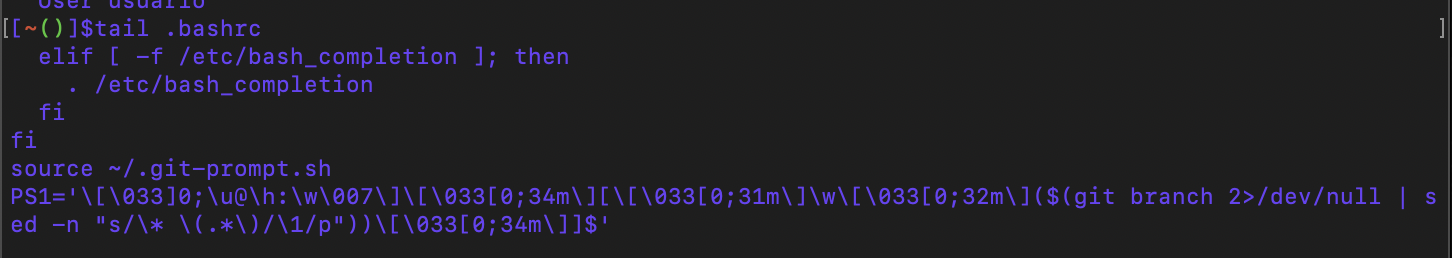 User usuario
[[~()]$tail .bashrc ]
  elif [ -f /etc/bash_completion ]; then
    . /etc/bash_completion
  fi
fi
source ~/.git-prompt.sh
PS1='\[\033]0;\u@\h:\w\007\]\[\033[0;34m\][\[\033[0;31m\]\w\[\033[0;32m\]($(git branch 2>/dev/null | s
ed -n "s/\* \(.*\)/\1/p"))\[\033[0;34m\]]$'